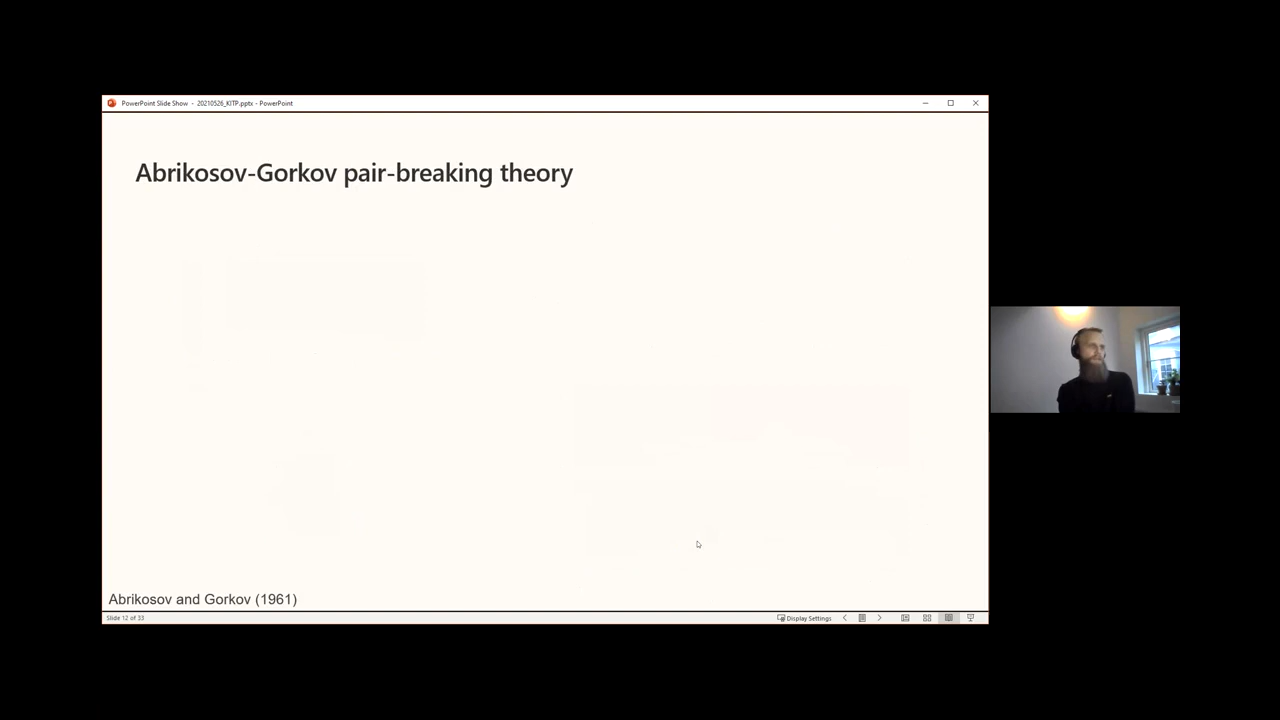 PowerPoint Slide Show - 20210526_KITP.pptx - PowerPoint
Abrikosov-Gorkov pair-breaking theory
Abrikosov and Gorkov (1961)
Slide 12 of 33
Display Settings